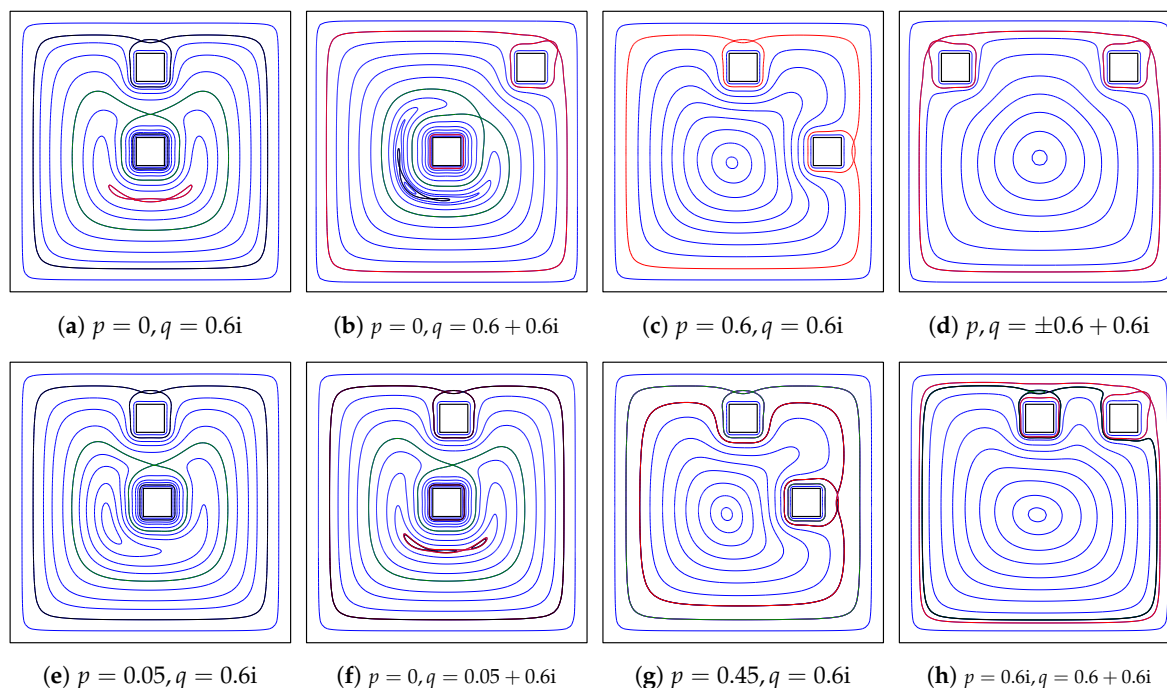 (a) p = 0, q = 0.6i
(b) p = 0, q = 0.6 + 0.6i
(c) p = 0.6, q = 0.6i
(d) p, q = ±0.6 + 0.6i
(e) p = 0.05, q = 0.6i
(f) p = 0, q = 0.05 + 0.6i
(g) p = 0.45, q = 0.6i
(h) p = 0.6i, q = 0.6 + 0.6i